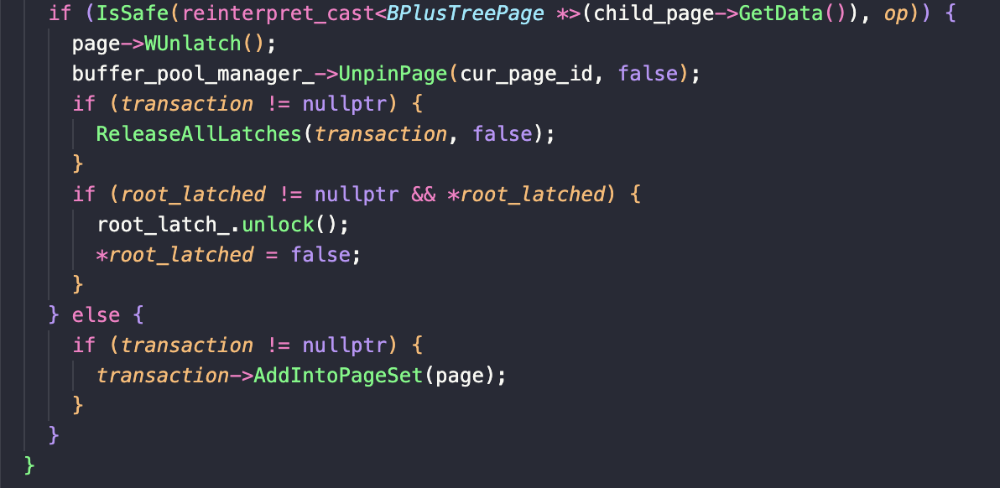 if (IsSafe(reinterpret_cast<BPlusTreePage *>(child_page->GetData()), op)) {
page->WUnlatch();
buffer_pool_manager_->UnpinPage(cur_page_id, false);
if (transaction != nullptr) {
ReleaseAllLatches(transaction, false);
}
if (root_latched != nullptr && *root_latched) {
root_latch_.unlock();
*root_latched = false;
}
} else {
if (transaction != nullptr) {
transaction->AddIntoPageSet(page);
}
}
}